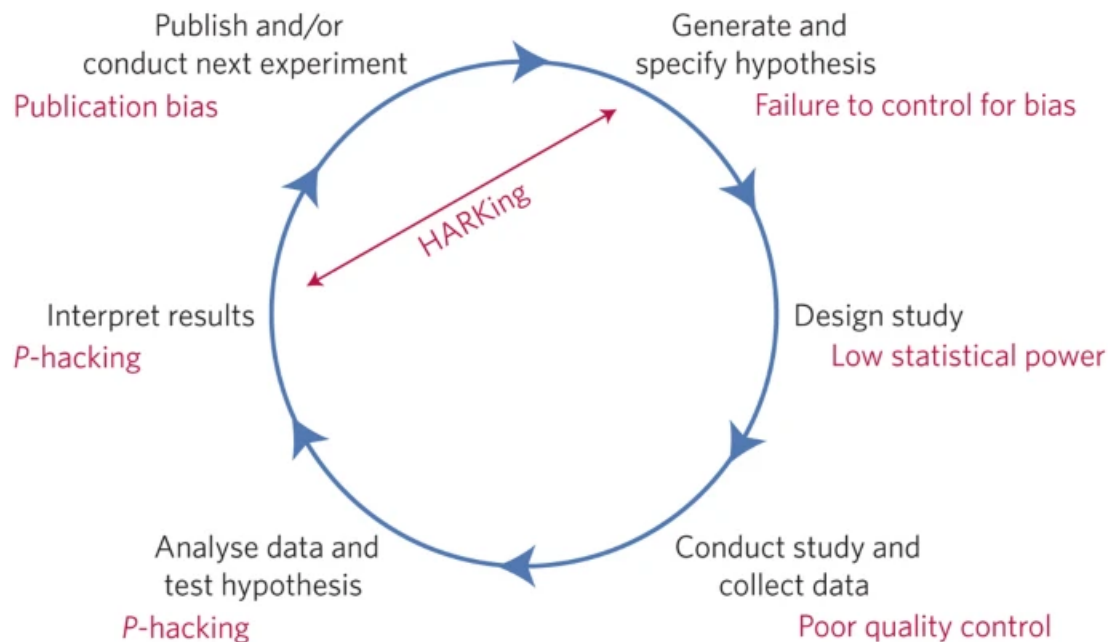 Publish and/or
conduct next experiment
Publication bias
Generate and
specify hypothesis
Failure to control for bias
HARKing
Interpret results
P-hacking
Design study
Low statistical power
Analyse data and
test hypothesis
P-hacking
Conduct study and
collect data
Poor quality control